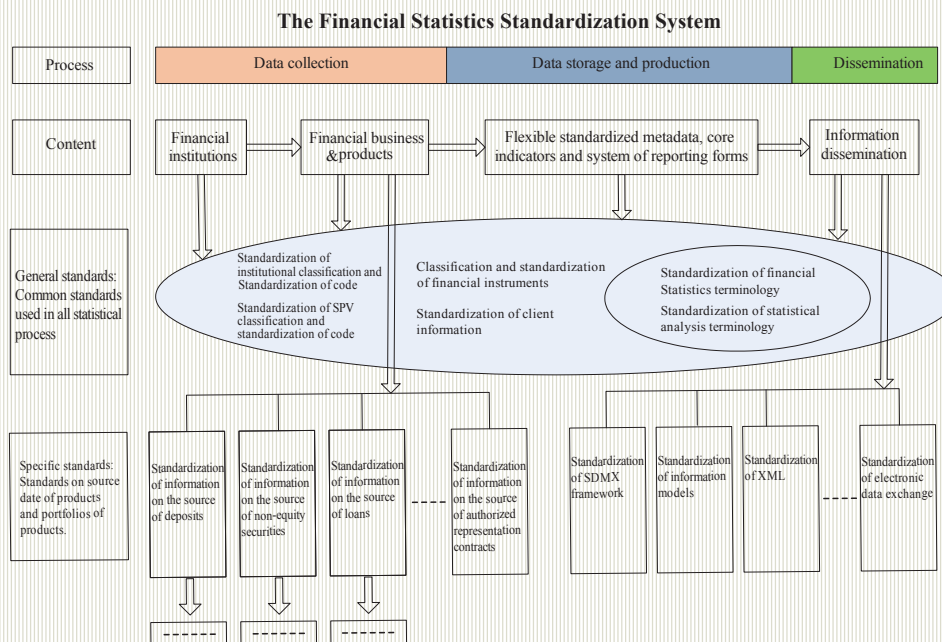 The Financial Statistics Standardization System
Process
Data collection
Data storage and production
Dissemination
Content
Financial
institutions
Financial business
&products
Flexible standardized metadata, core
indicators and system of reporting forms
Information
dissemination
General standards:
Common standards
used in all statistical
process
Standardization of
institutional classification and
Standardization of code
Standardization of SPV
classification and
standardization of code
Classification and standardization
of financial instruments
Standardization of client
information
Standardization of financial
Statistics terminology
Standardization of statistical
analysis terminology
Specific standards:
Standards on source
date of products
and portfolios of
products.
Standardization
of information
on the source
of deposits
Standardization
of information
on the source
of non-equity
securities
Standardization
of information
on the source
of loans
Standardization
of information
on the source
of authorized
representation
contracts
Standardization
of SDMX
framework
Standardization
of information
models
Standardization
of XML
Standardization
of electronic
data exchange